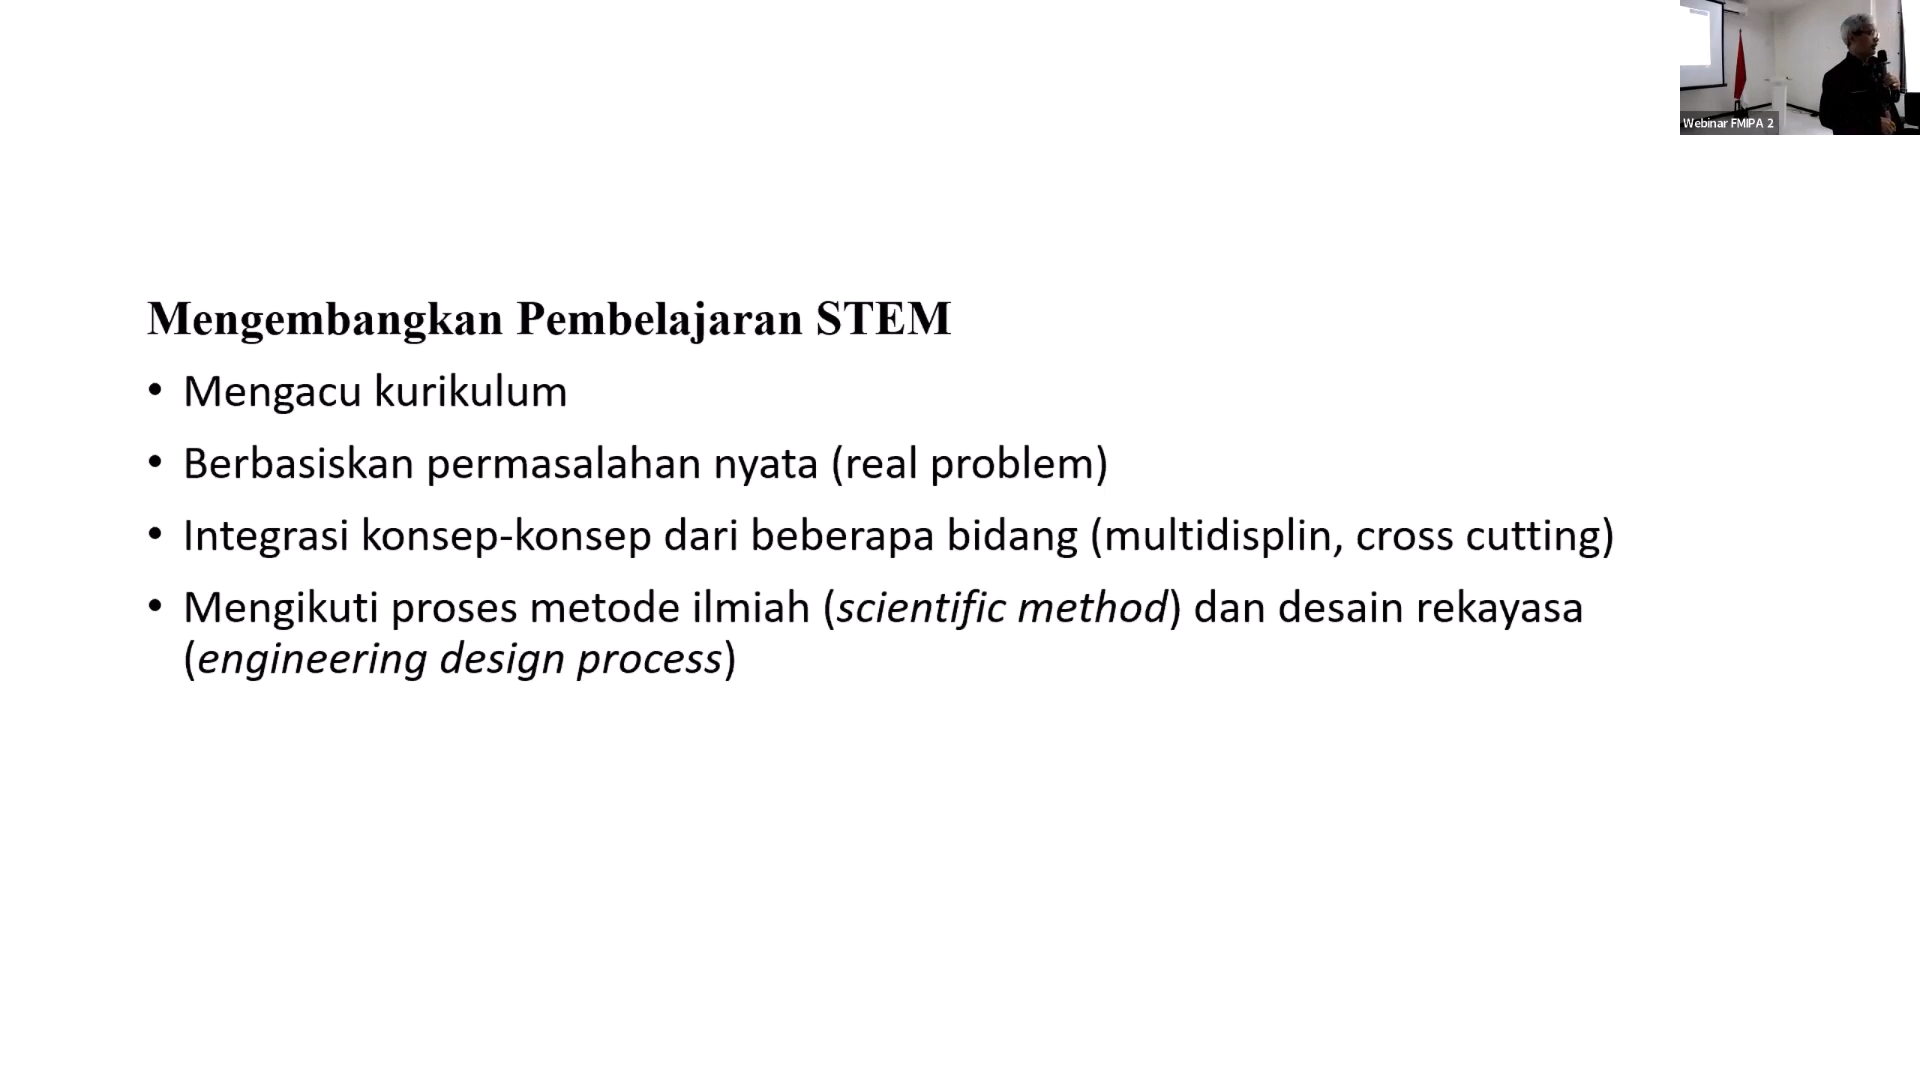 Webinar FMIPA 2
Mengembangkan Pembelajaran STEM
• Mengacu kurikulum
• Berbasiskan permasalahan nyata (real problem)
• Integrasi konsep-konsep dari beberapa bidang (multidisplin, cross cutting)
• Mengikuti proses metode ilmiah (scientific method) dan desain rekayasa
(engineering design process)